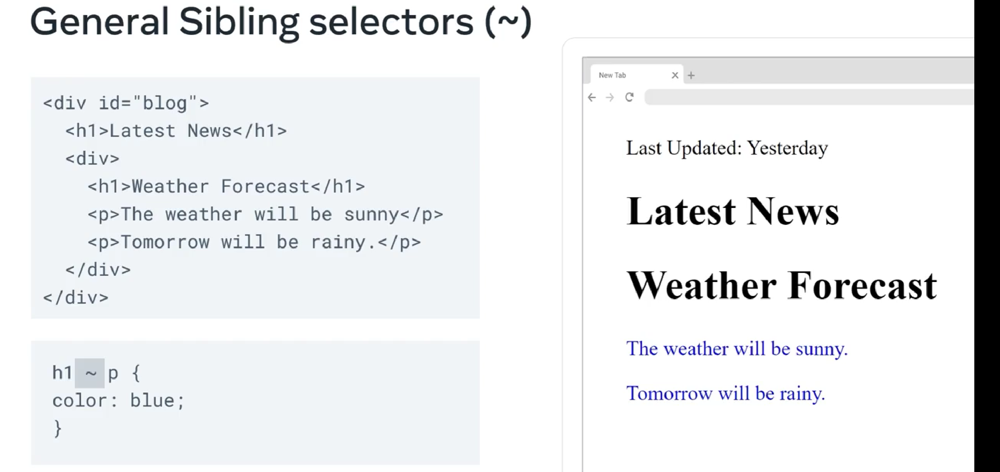 General Sibling selectors (~)
<div id="blog">
<h1>Latest News</h1>
<div>
<h1>Weather Forecast</h1>
<p>The weather will be sunny</p>
<p>Tomorrow will be rainy.</p>
</div>
</div>
h1 ~ p {
color: blue;
}
New Tab
Last Updated: Yesterday
Latest News
Weather Forecast
The weather will be sunny.
Tomorrow will be rainy.